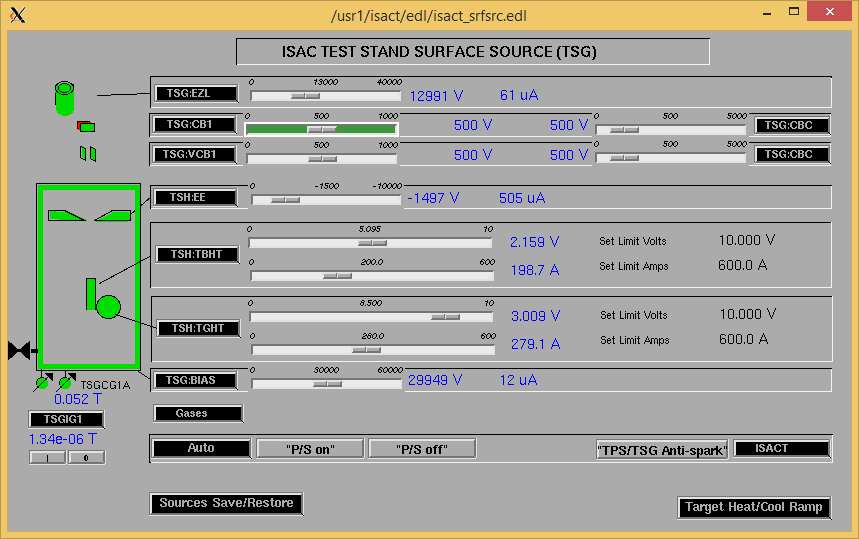 /usr1/isact/edl/isact_srfsrc.edl
ISAC TEST STAND SURFACE SOURCE (TSG)
TSG:EZL 0 13000 40000 12991 V 61 uA
TSG:CB1 0 500 1000 500 V 500 V 0 500 5000 TSG:CBC
TSG:VCB1 0 500 1000 500 V 500 V 0 500 5000 TSG:CBC
TSH:EE 0 -1500 -10000 -1497 V 505 uA
TSH:TBHT
0 5.095 10 2.159 V Set Limit Volts 10.000 V
0 200.0 600 198.7 A Set Limit Amps 600.0 A
TSH:TGHT
0 8.500 10 3.009 V Set Limit Volts 10.000 V
0 280.0 600 279.1 A Set Limit Amps 600.0 A
TSG:BIAS 0 30000 60000 29949 V 12 uA
TSGCG1A
0.052 T
TSGIG1
1.34e-06 T
I 0
Gases
Auto "P/S on" "P/S off" "TPS/TSG Anti-spark" ISACT
Sources Save/Restore Target Heat/Cool Ramp